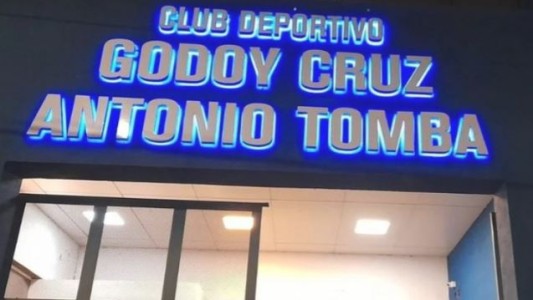 CLUB DEPORTIVO
GODOY CRUZ
ANTONIO TOMBA